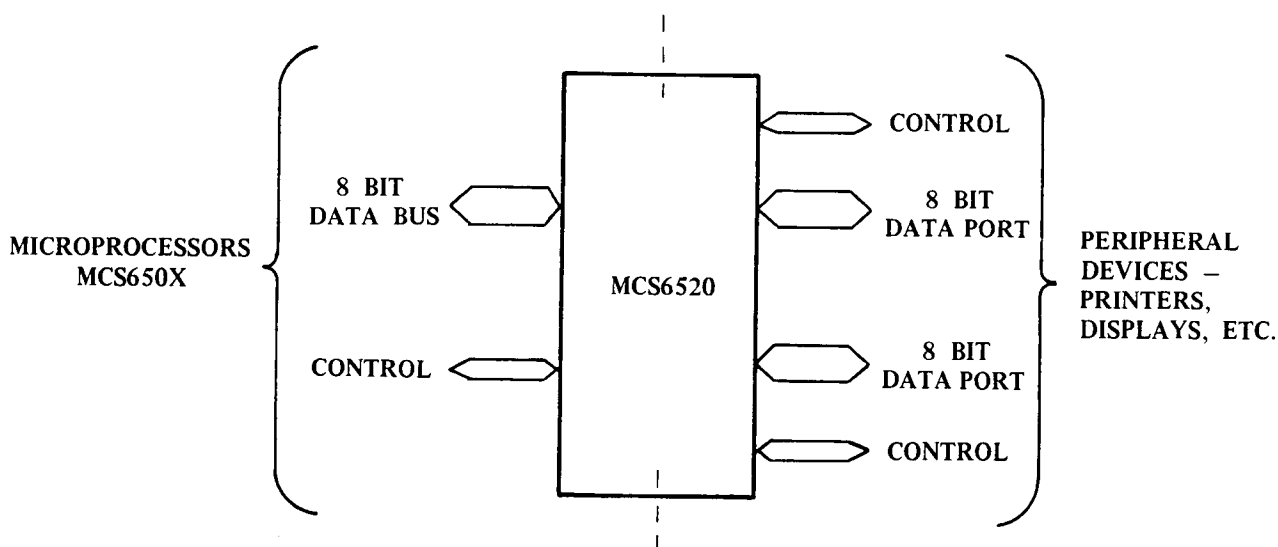 MICROPROCESSORS
MCS650X
8 BIT
DATA BUS
CONTROL
MCS6520
CONTROL
8 BIT
DATA PORT
8 BIT
DATA PORT
CONTROL
PERIPHERAL
DEVICES –
PRINTERS,
DISPLAYS, ETC.